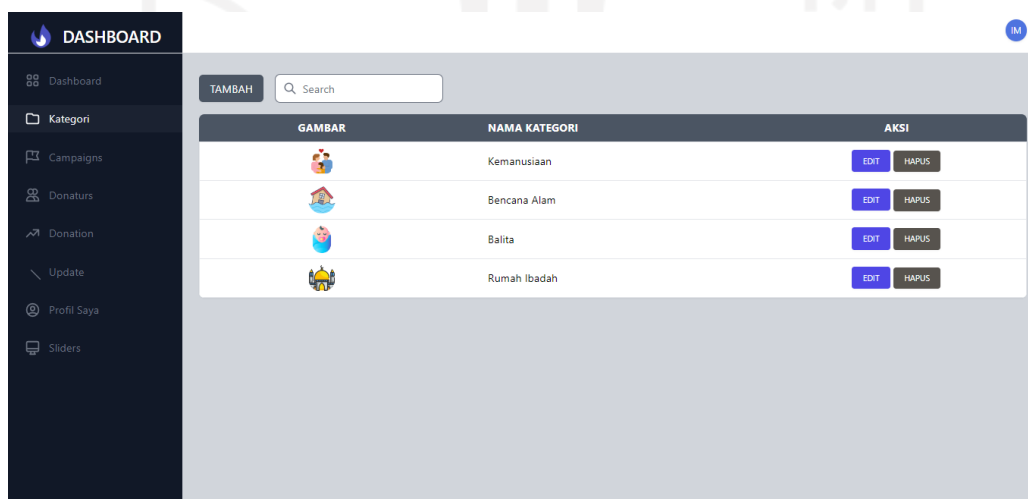 DASHBOARD
IM
Dashboard
Kategori
Campaigns
Donaturs
Donation
Update
Profil Saya
Sliders
TAMBAH
Search
GAMBAR NAMA KATEGORI AKSI
Kemanusiaan EDIT HAPUS
Bencana Alam EDIT HAPUS
Balita EDIT HAPUS
Rumah Ibadah EDIT HAPUS